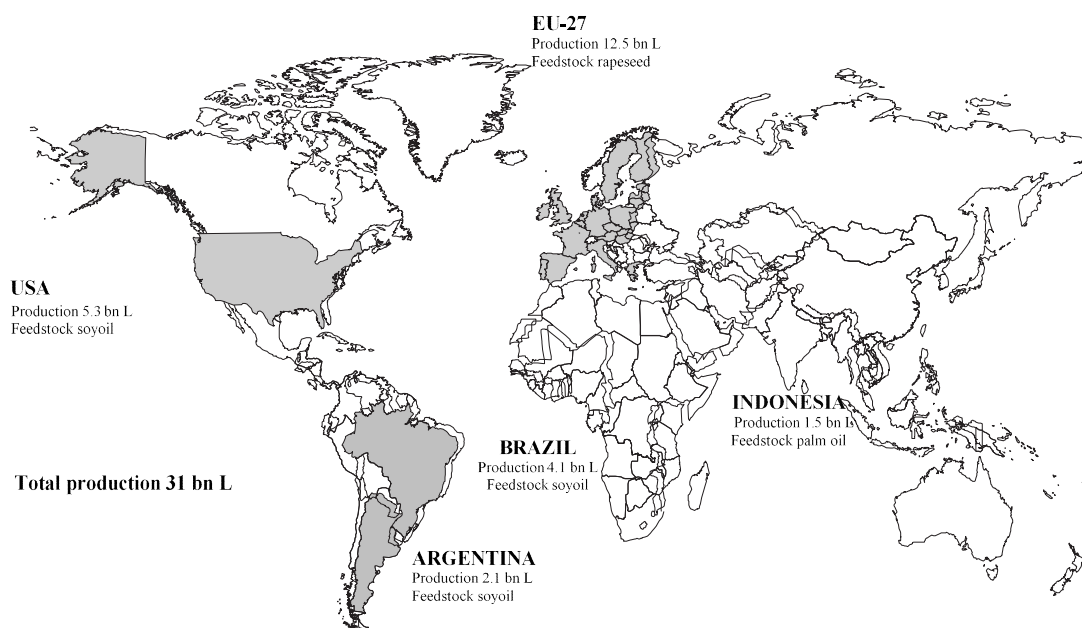 EU-27
Production 12.5 bn L
Feedstock rapeseed
USA
Production 5.3 bn L
Feedstock soyoil
INDONESIA
Production 1.5 bn L
Feedstock palm oil
BRAZIL
Production 4.1 bn L
Feedstock soyoil
Total production 31 bn L
ARGENTINA
Production 2.1 bn L
Feedstock soyoil